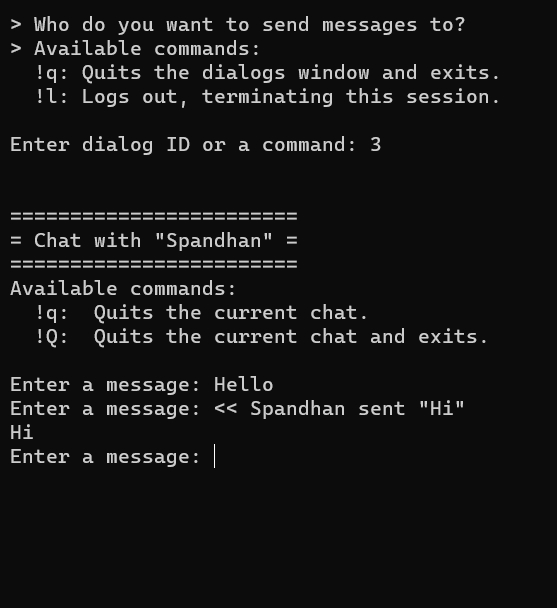 > Who do you want to send messages to?
> Available commands:
  !q: Quits the dialogs window and exits.
  !l: Logs out, terminating this session.

Enter dialog ID or a command: 3

========================
= Chat with "Spandhan" =
========================
Available commands:
  !q:  Quits the current chat.
  !Q:  Quits the current chat and exits.

Enter a message: Hello
Enter a message: << Spandhan sent "Hi"
Hi
Enter a message: